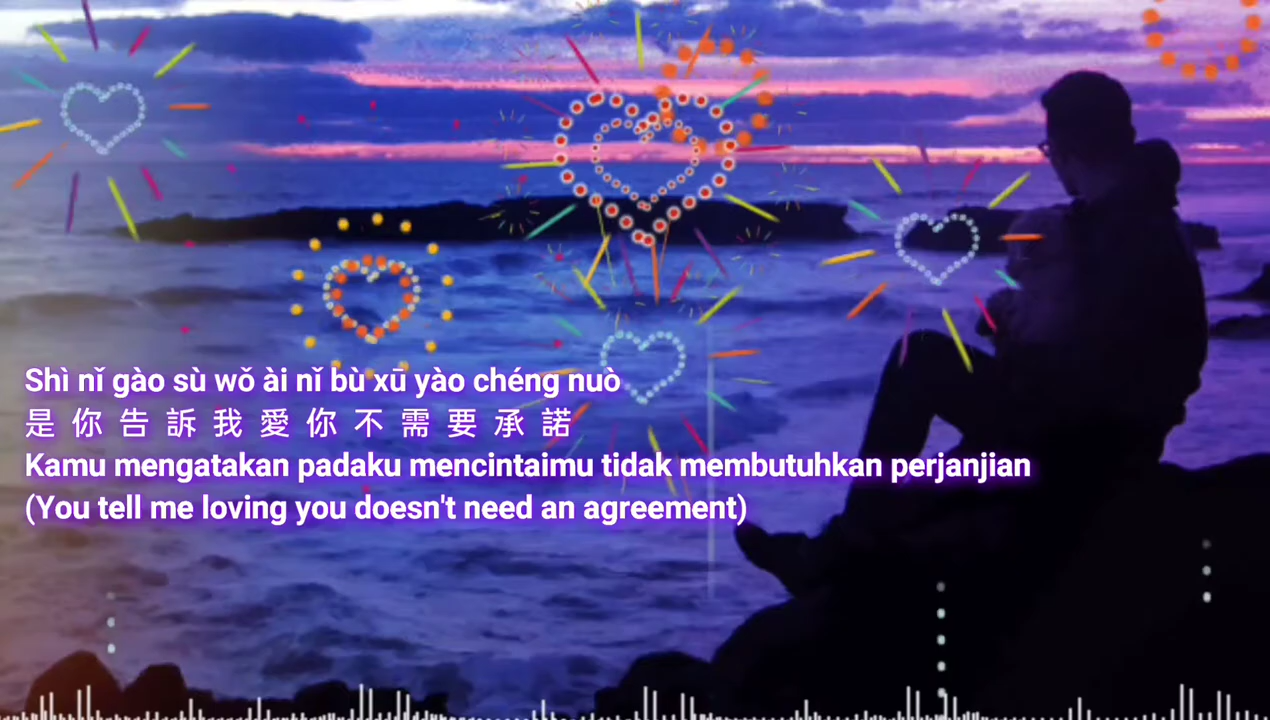 Shì nǐ gào sù wǒ ài nǐ bù xū yào chéng nuò
是 你 告 訴 我 愛 你 不 需 要 承 諾
Kamu mengatakan padaku mencintaimu tidak membutuhkan perjanjian
(You tell me loving you doesn't need an agreement)